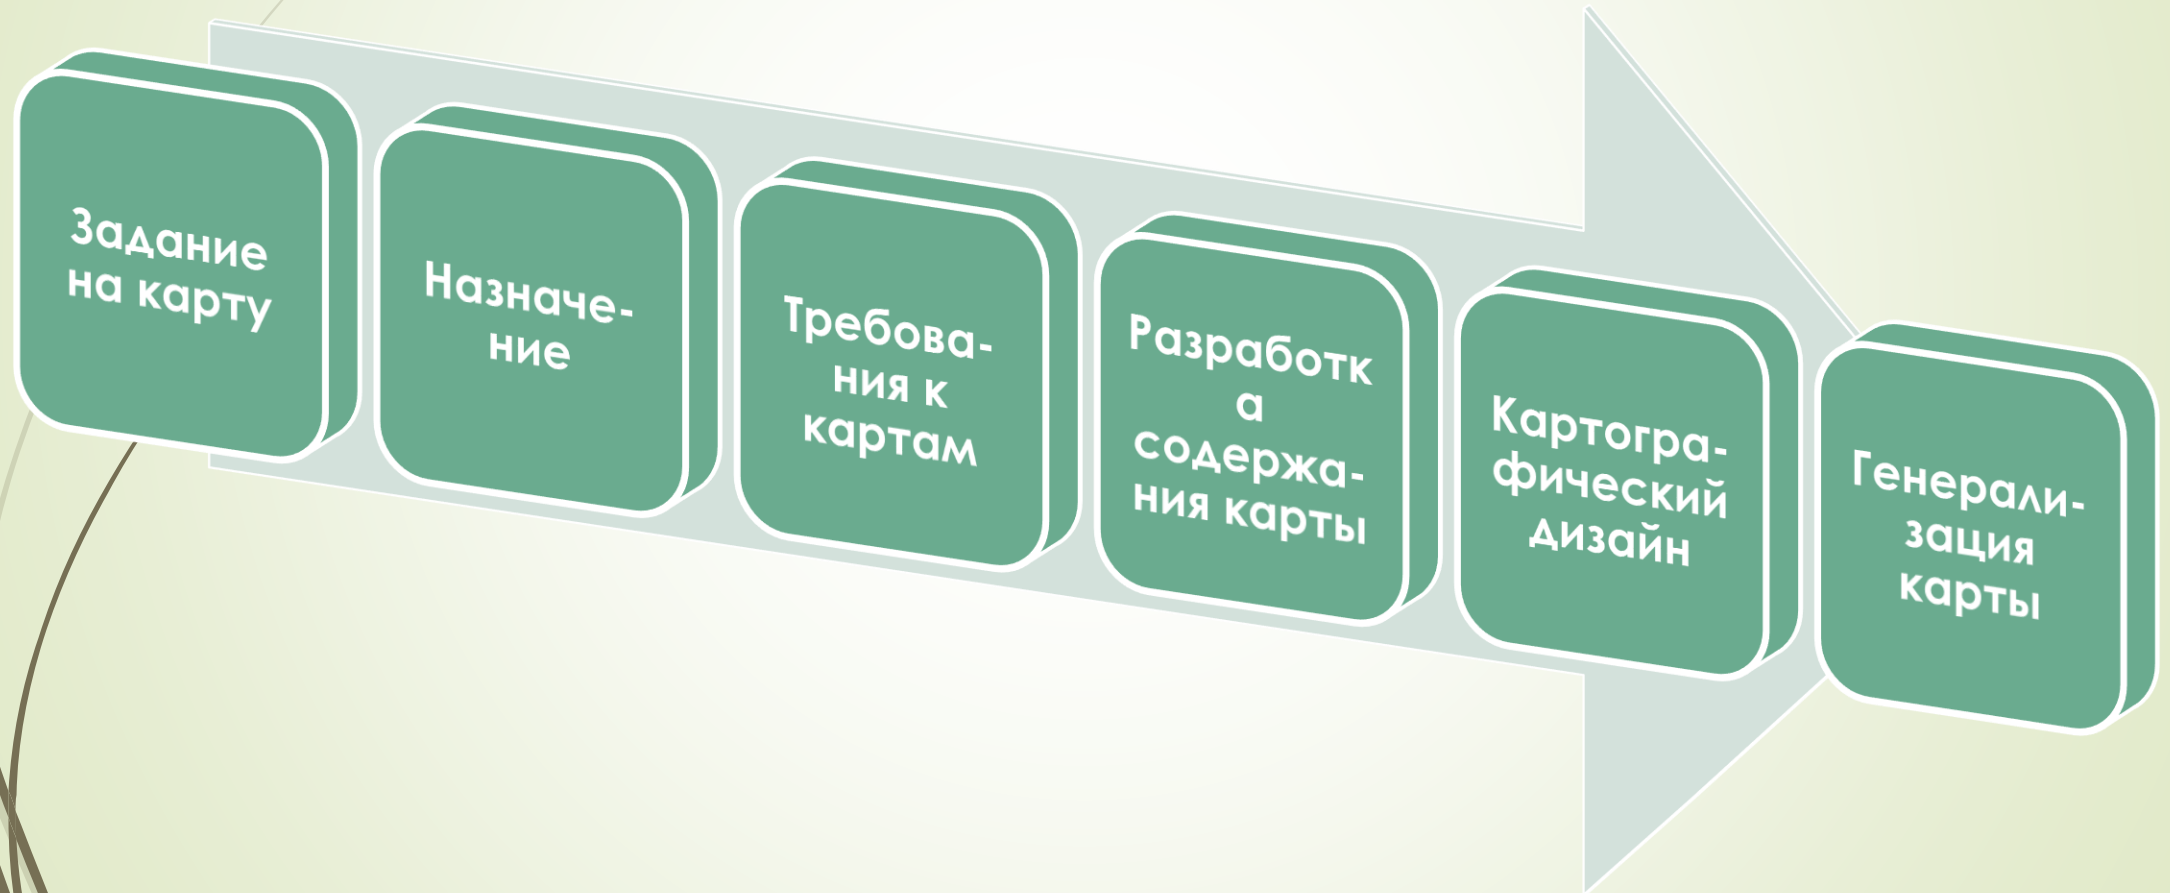 Задание
на карту
Назначе-
ние
Требова-
ния к
картам
Разработк
а
содержа-
ния карты
Картогра-
фический
дизайн
Генерали-
зация
карты